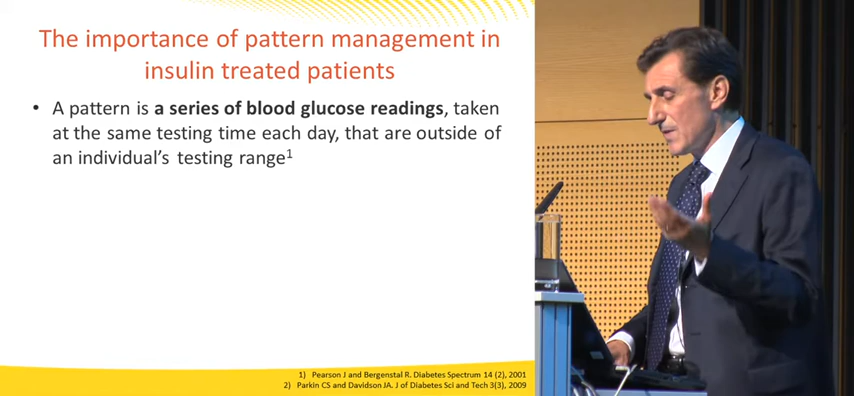 The importance of pattern management in
insulin treated patients
• A pattern is a series of blood glucose readings, taken
at the same testing time each day, that are outside of
an individual's testing range1
1) Pearson J and Bergenstal R. Diabetes Spectrum 14 (2), 2001
2) Parkin CS and Davidson JA. J of Diabetes Sci and Tech 3(3), 2009